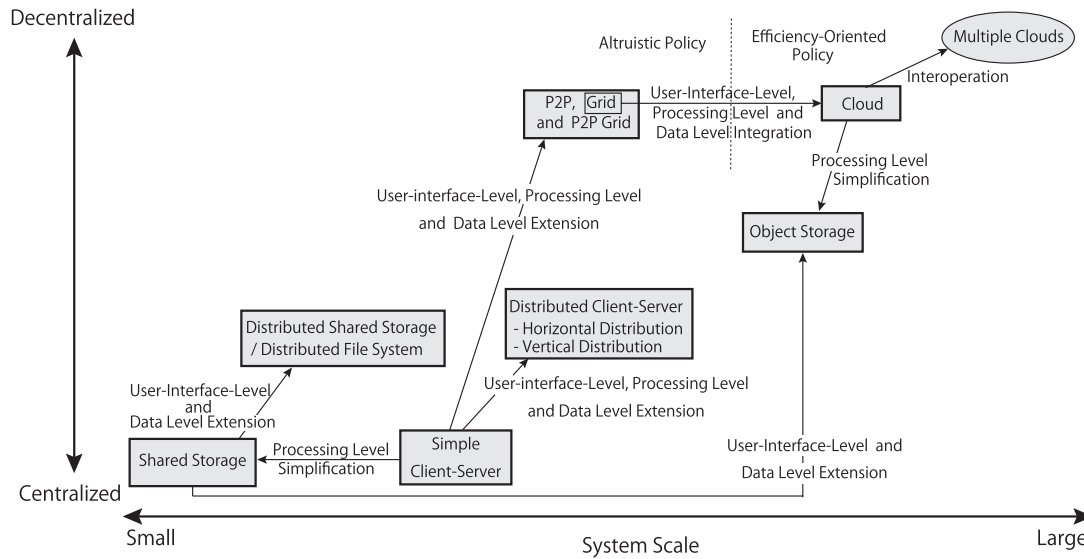 Decentralized
Altruistic Policy
Efficiency-Oriented
Policy
Multiple Clouds
Interoperation
P2P, Grid
and P2P Grid
User-Interface-Level,
Processing Level and
Data Level Integration
Cloud
Processing Level
Simplification
User-interface-Level, Processing Level
and Data Level Extension
Object Storage
Distributed Shared Storage
/ Distributed File System
Distributed Client-Server
- Horizontal Distribution
- Vertical Distribution
User-Interface-Level
and
Data Level Extension
User-interface-Level, Processing Level
and Data Level Extension
Shared Storage
Processing Level
Simplification
Simple
Client-Server
User-Interface-Level and
Data Level Extension
Centralized
Small
System Scale
Large